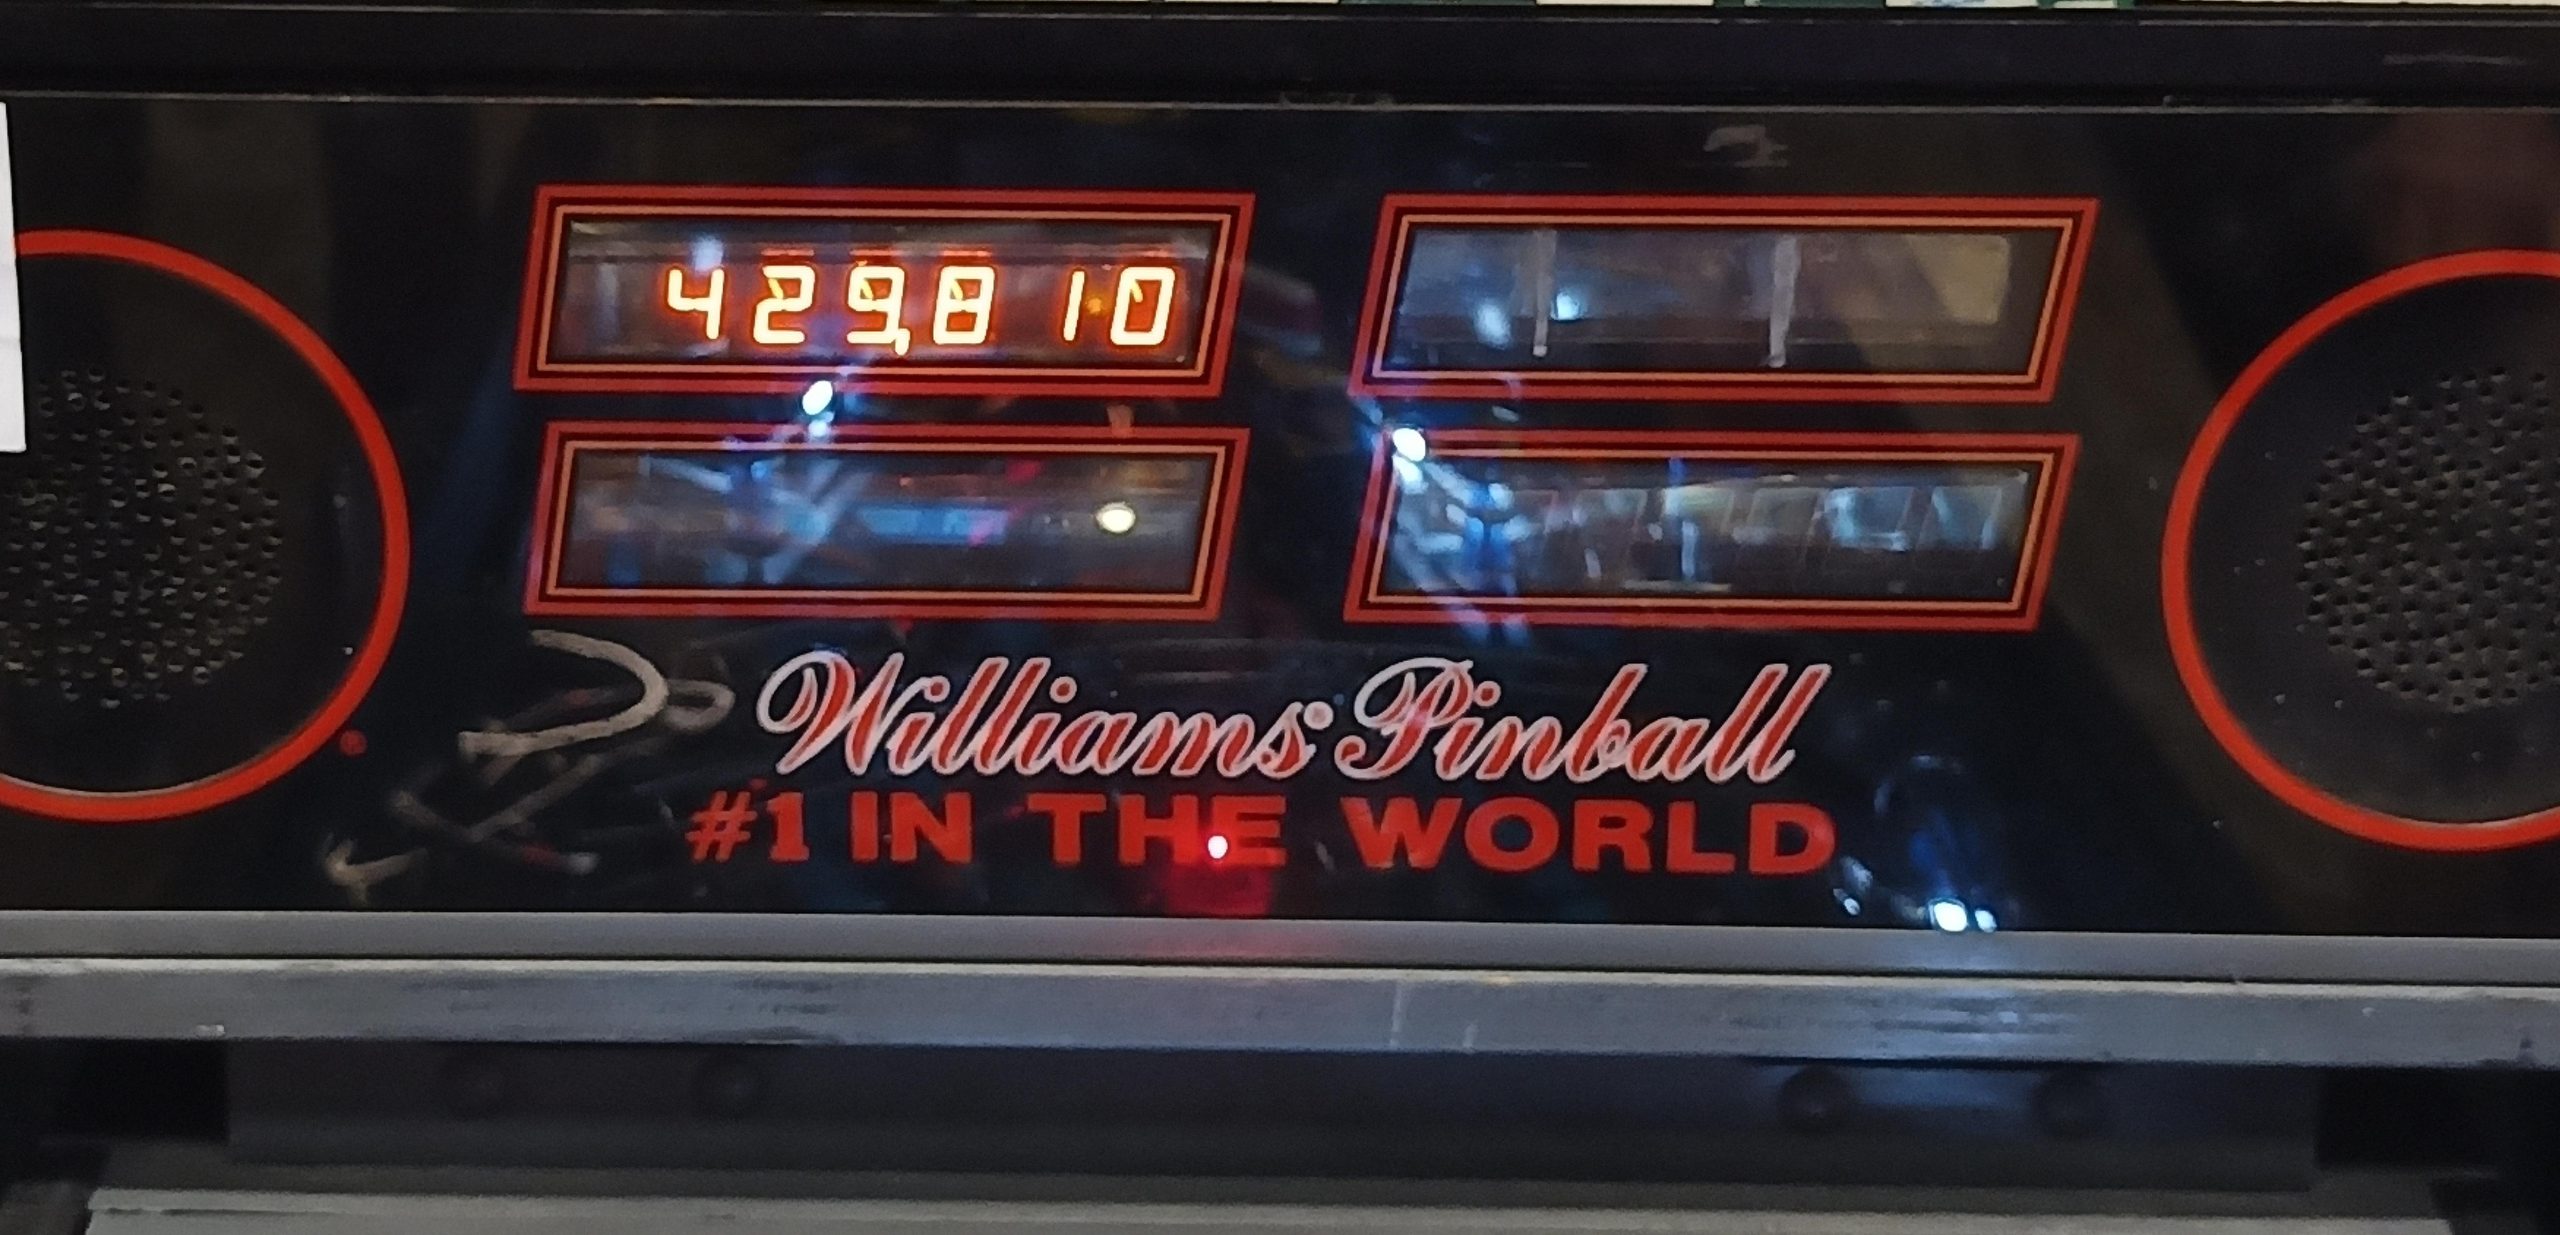 429,810
Williams® Pinball
#1 IN THE WORLD